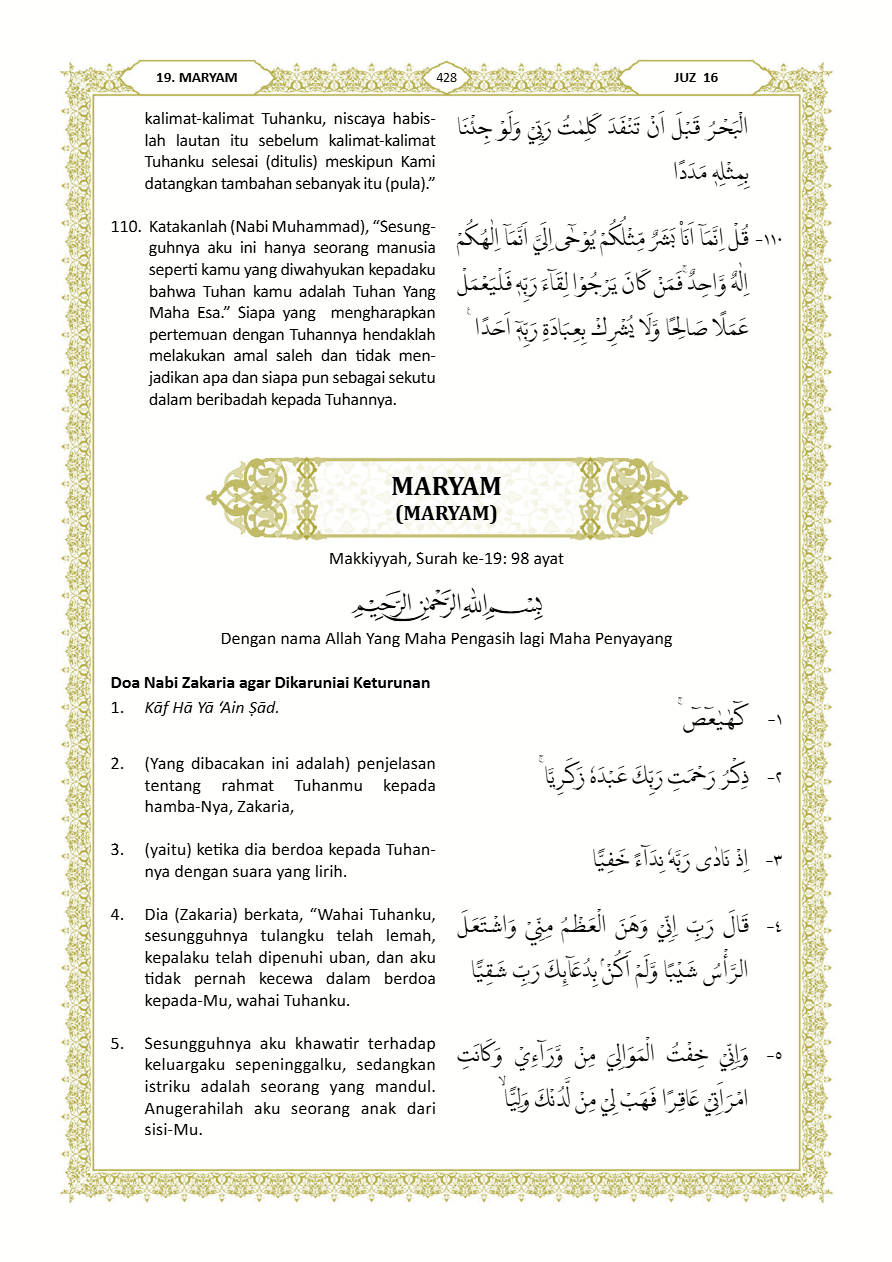 19. MARYAM
428
JUZ 16
kalimat-kalimat Tuhanku, niscaya habis-
lah lautan itu sebelum kalimat-kalimat
Tuhanku selesai (ditulis) meskipun Kami
datangkan tambahan sebanyak itu (pula).”
الْبَحْرُ قَبْلَ اَنْ تَنْفَدَ كَلِمٰتُ رَبِّيْ وَلَوْ جِئْنَا
بِمِثْلِهٖ مَدَدًا
110. Katakanlah (Nabi Muhammad), “Sesung-
guhnya aku ini hanya seorang manusia
seperti kamu yang diwahyukan kepadaku
bahwa Tuhan kamu adalah Tuhan Yang
Maha Esa.” Siapa yang mengharapkan
pertemuan dengan Tuhannya hendaklah
melakukan amal saleh dan tidak men-
jadikan apa dan siapa pun sebagai sekutu
dalam beribadah kepada Tuhannya.
١١٠- قُلْ اِنَّمَآ اَنَا۠ بَشَرٌ مِّثْلُكُمْ يُوْحٰٓى اِلَيَّ اَنَّمَآ اِلٰهُكُمْ
اِلٰهٌ وَّاحِدٌۚ فَمَنْ كَانَ يَرْجُوْا لِقَاۤءَ رَبِّهٖ فَلْيَعْمَلْ
عَمَلًا صَالِحًا وَّلَا يُشْرِكْ بِعِبَادَةِ رَبِّهٖٓ اَحَدًا ࣖ
MARYAM
(MARYAM)
Makkiyyah, Surah ke-19: 98 ayat
بِسْمِ اللّٰهِ الرَّحْمٰنِ الرَّحِيْمِ
Dengan nama Allah Yang Maha Pengasih lagi Maha Penyayang
Doa Nabi Zakaria agar Dikaruniai Keturunan
1. Kāf Hā Yā ‘Ain Ṣād.
١- كۤهٰيٰعۤصۤ ۚ
2. (Yang dibacakan ini adalah) penjelasan
tentang rahmat Tuhanmu kepada
hamba-Nya, Zakaria,
٢- ذِكْرُ رَحْمَتِ رَبِّكَ عَبْدَهٗ زَكَرِيَّا ۚ
3. (yaitu) ketika dia berdoa kepada Tuhan-
nya dengan suara yang lirih.
٣- اِذْ نَادٰى رَبَّهٗ نِدَاۤءً خَفِيًّا
4. Dia (Zakaria) berkata, “Wahai Tuhanku,
sesungguhnya tulangku telah lemah,
kepalaku telah dipenuhi uban, dan aku
tidak pernah kecewa dalam berdoa
kepada-Mu, wahai Tuhanku.
٤- قَالَ رَبِّ اِنِّيْ وَهَنَ الْعَظْمُ مِنِّيْ وَاشْتَعَلَ
الرَّأْسُ شَيْبًا وَّلَمْ اَكُنْۢ بِدُعَاۤىِٕكَ رَبِّ شَقِيًّا
5. Sesungguhnya aku khawatir terhadap
keluargaku sepeninggalku, sedangkan
istriku adalah seorang yang mandul.
Anugerahilah aku seorang anak dari
sisi-Mu.
٥- وَاِنِّيْ خِفْتُ الْمَوَالِيَ مِنْ وَّرَاۤءِيْ وَكَانَتِ
امْرَاَتِيْ عَاقِرًا فَهَبْ لِيْ مِنْ لَّدُنْكَ وَلِيًّا ۙ